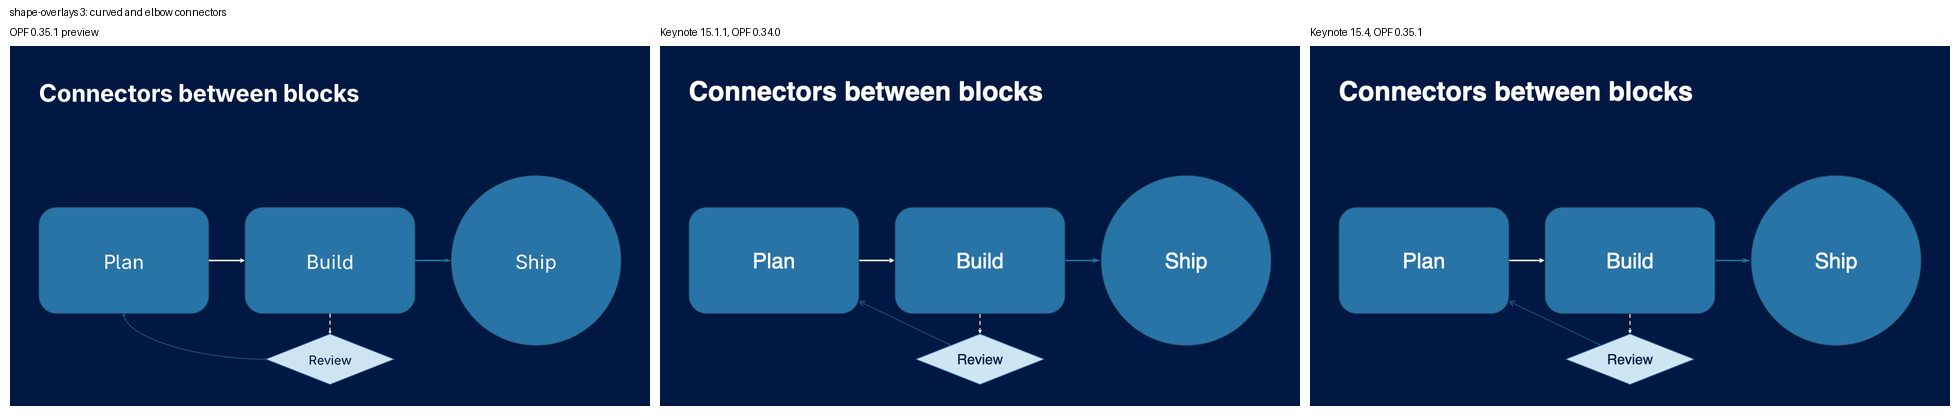 shape-overlays 3: curved and elbow connectors
OPF 0.35.1 preview
Keynote 15.1.1, OPF 0.34.0
Keynote 15.4, OPF 0.35.1
Connectors between blocks
Plan
Build
Ship
Review
Connectors between blocks
Plan
Build
Ship
Review
Connectors between blocks
Plan
Build
Ship
Review